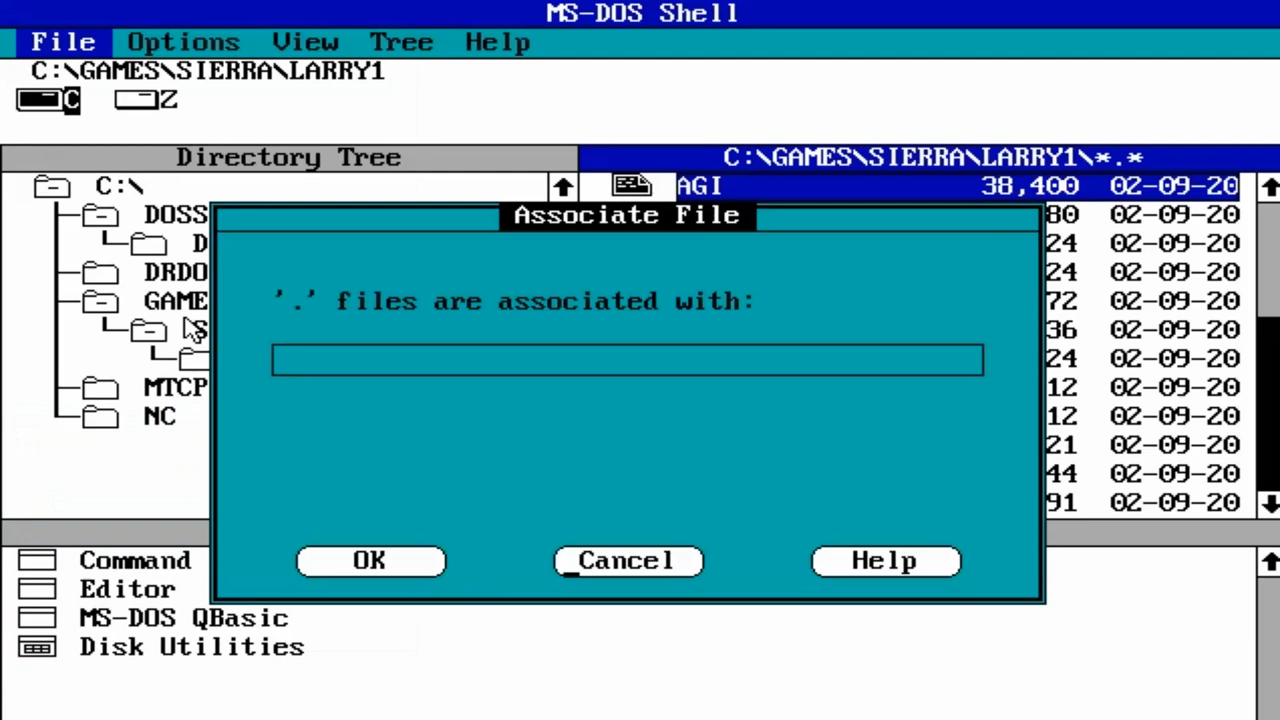 MS-DOS Shell
File Options View Tree Help
C:\GAMES\SIERRA\LARRY1
C Z
Directory Tree
C:\GAMES\SIERRA\LARRY1\*.*
C:\
AGI 38,400 02-09-20
DOSS
80 02-09-20
D
24 02-09-20
DRDO
24 02-09-20
GAME
72 02-09-20
S
36 02-09-20
24 02-09-20
MTCP
12 02-09-20
NC
12 02-09-20
21 02-09-20
44 02-09-20
91 02-09-20
Associate File
'.' files are associated with:
OK Cancel Help
Command
Editor
MS-DOS QBasic
Disk Utilities